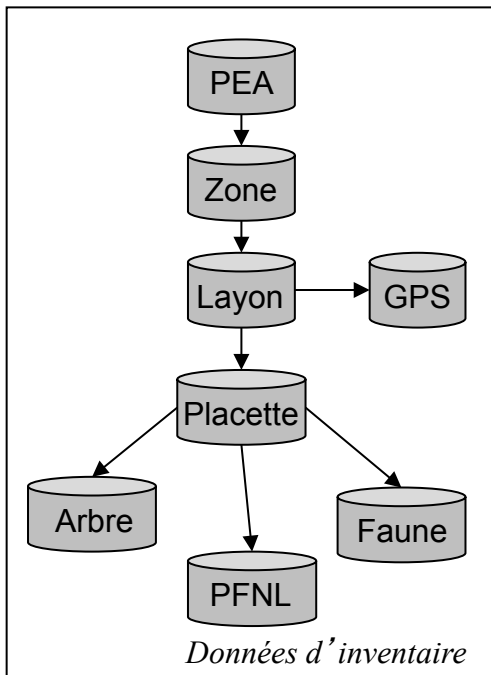 PEA
Zone
Layon
GPS
Placette
Arbre
Faune
PFNL
Données d’inventaire